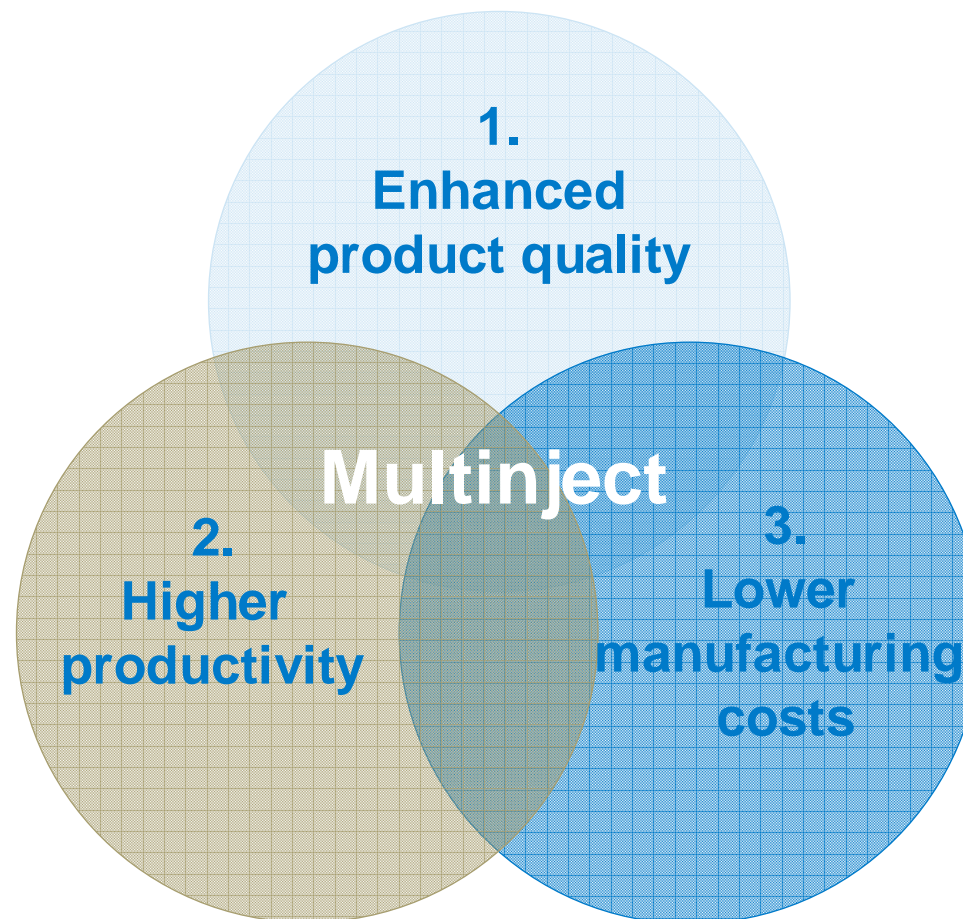 1.
Enhanced
product quality
Multinject
2.
Higher
productivity
3.
Lower
manufacturing
costs